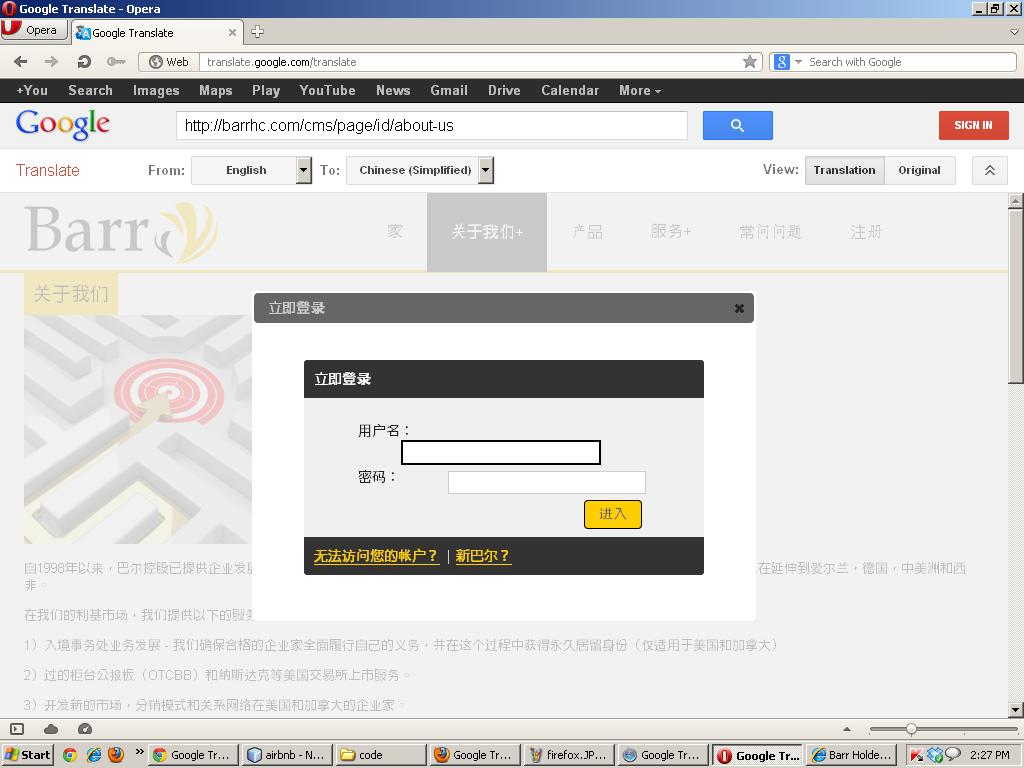 Google Translate - Opera
Opera
Google Translate
Web
translate.google.com/translate
Search with Google
+You Search Images Maps Play YouTube News Gmail Drive Calendar More
Google
http://barrhc.com/cms/page/id/about-us
SIGN IN
Translate
From: English To: Chinese (Simplified)
View: Translation Original
Barr
家 关于我们+ 产品 服务+ 常问问题 注册
关于我们
立即登录
立即登录
用户名：
密码：
进入
无法访问您的帐户？ | 新巴尔？
自1998年以来，巴尔控股已提供企业发展
在延伸到爱尔兰，德国，中美洲和西
非。
在我们的利基市场，我们提供以下的服务
1）入境事务处业务发展 - 我们确保合格的企业家全面履行自己的义务，并在这个过程中获得永久居留身份（仅适用于美国和加拿大）
2）过的柜台公报板（OTCBB）和纳斯达克等美国交易所上市服务。
3）开发新的市场，分销模式和关系网络在美国和加拿大的企业家。
Start
Google Tr...
airbnb - N...
code
Google Tr...
firefox.JP...
Google Tr...
Google Tr...
Barr Holde...
2:27 PM